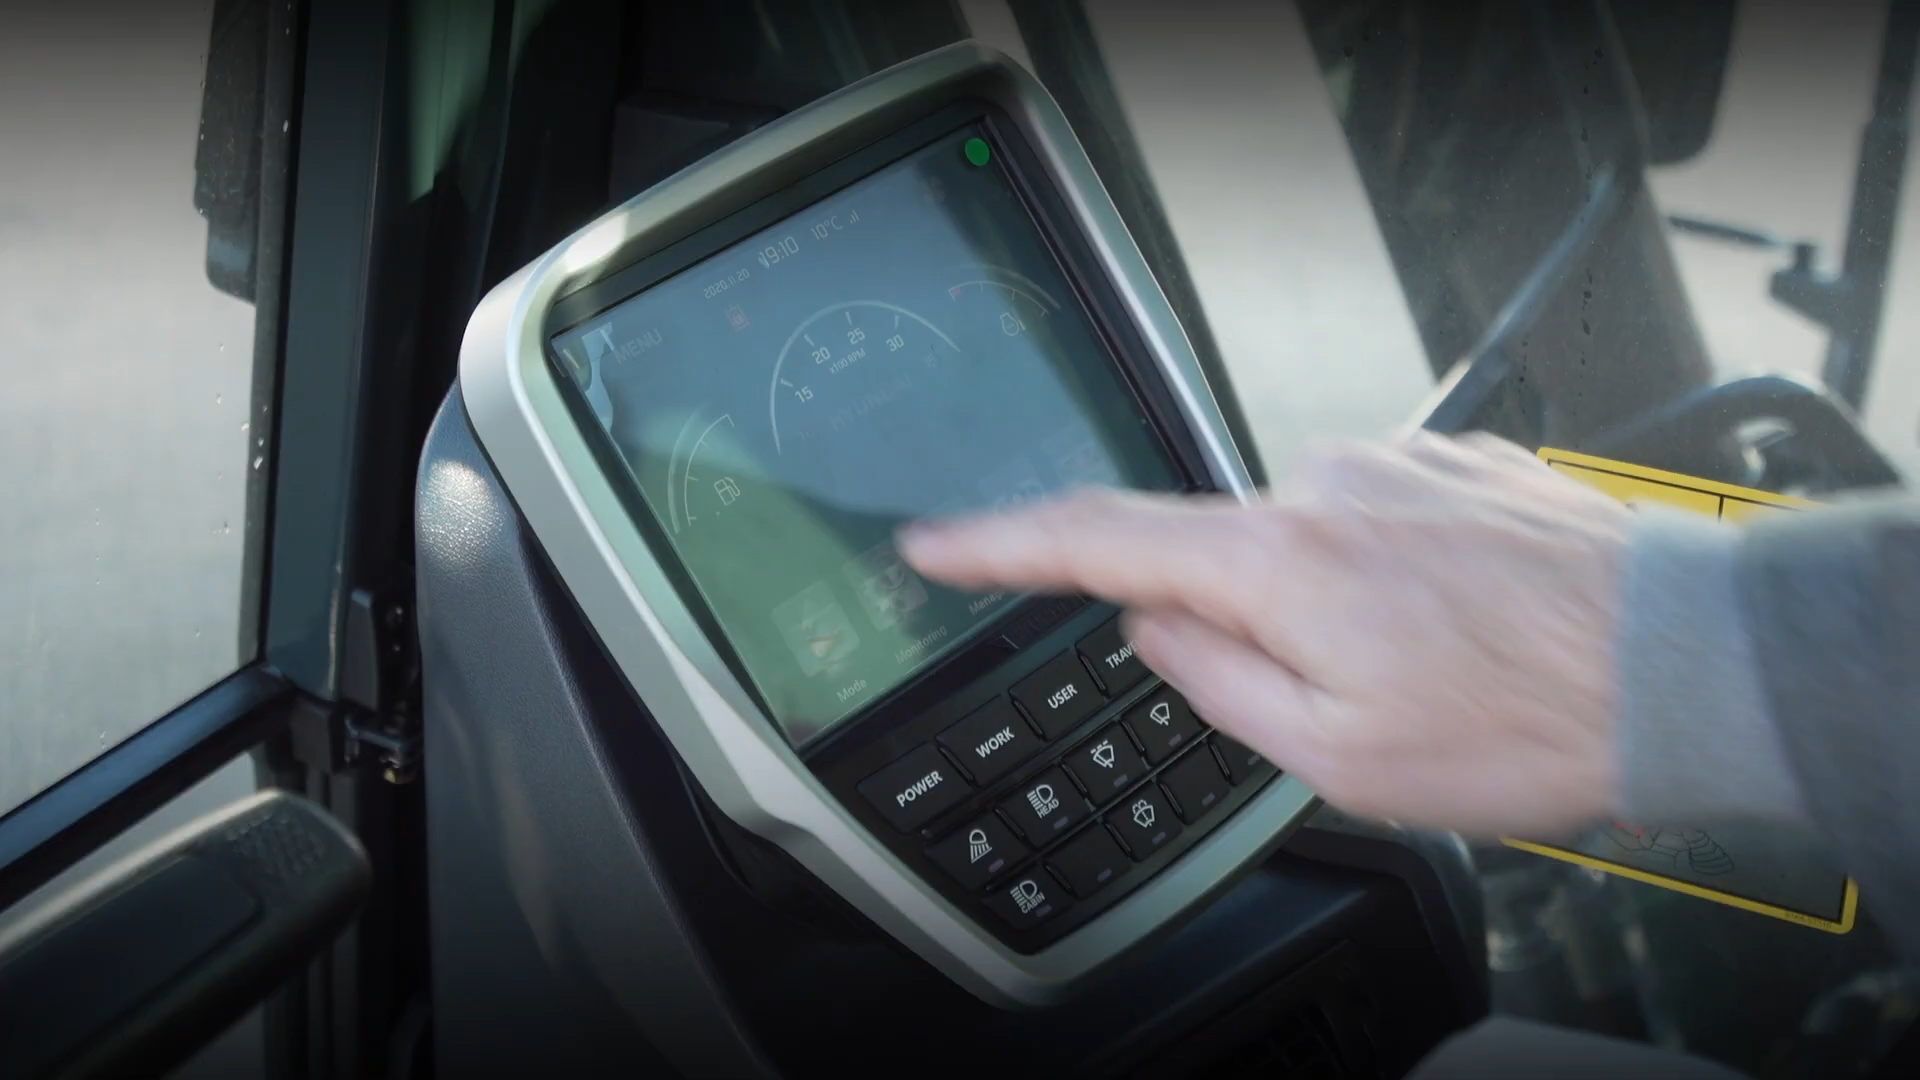 2020.11.20 19:10 10°C
MENU
15 20 25 30
x100 RPM
HYUNDAI
Mode
Monitoring
POWER
WORK
USER
HEAD
CABIN